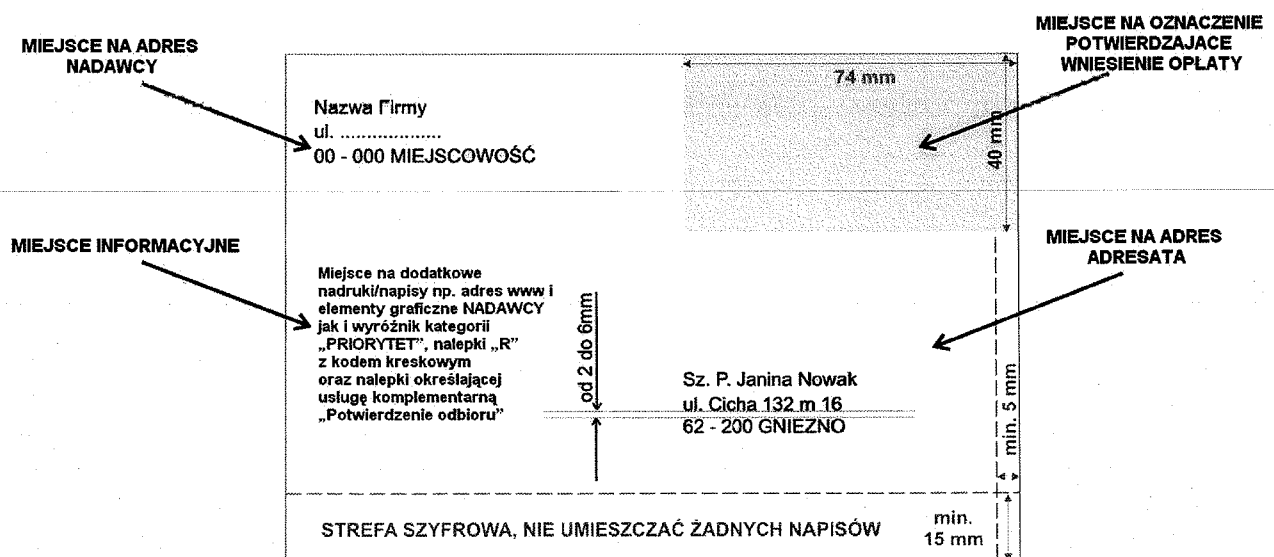 MIEJSCE NA ADRES
NADAWCY
MIEJSCE NA OZNACZENIE
POTWIERDZAJACE
WNIESIENIE OPŁATY
74 mm
40 mm
Nazwa Firmy
ul. ...................
00 - 000 MIEJSCOWOŚĆ
MIEJSCE INFORMACYJNE
MIEJSCE NA ADRES
ADRESATA
Miejsce na dodatkowe
nadruki/napisy np. adres www i
elementy graficzne NADAWCY
jak i wyróżnik kategorii
„PRIORYTET”, nalepki „R”
z kodem kreskowym
oraz nalepki określającej
usługę komplementarną
„Potwierdzenie odbioru”
od 2 do 6mm
Sz. P. Janina Nowak
ul. Cicha 132 m 16
62 - 200 GNIEZNO
min. 5 mm
STREFA SZYFROWA, NIE UMIESZCZAĆ ŻADNYCH NAPISÓW
min.
15 mm